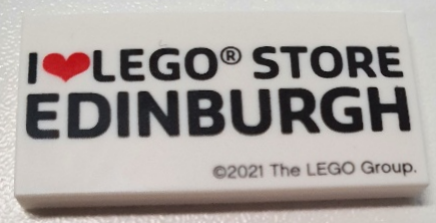 I❤LEGO® STORE
EDINBURGH
©2021 The LEGO Group.